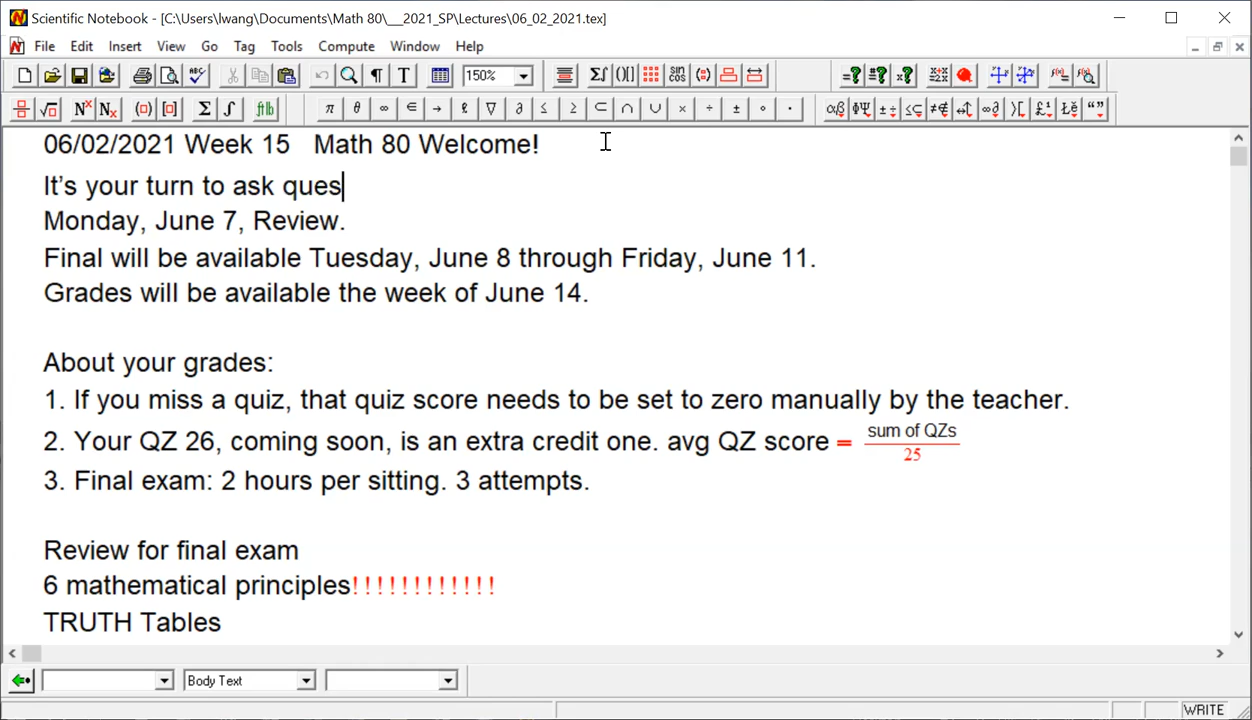 Scientific Notebook - [C:\Users\lwang\Documents\Math 80\__2021_SP\Lectures\06_02_2021.tex]
File Edit Insert View Go Tag Tools Compute Window Help
150%
06/02/2021 Week 15 Math 80 Welcome!
It's your turn to ask ques
Monday, June 7, Review.
Final will be available Tuesday, June 8 through Friday, June 11.
Grades will be available the week of June 14.
About your grades:
1. If you miss a quiz, that quiz score needs to be set to zero manually by the teacher.
2. Your QZ 26, coming soon, is an extra credit one. avg QZ score = sum of QZs
25
3. Final exam: 2 hours per sitting. 3 attempts.
Review for final exam
6 mathematical principles!!!!!!!!!!!!
TRUTH Tables
Body Text
WRITE